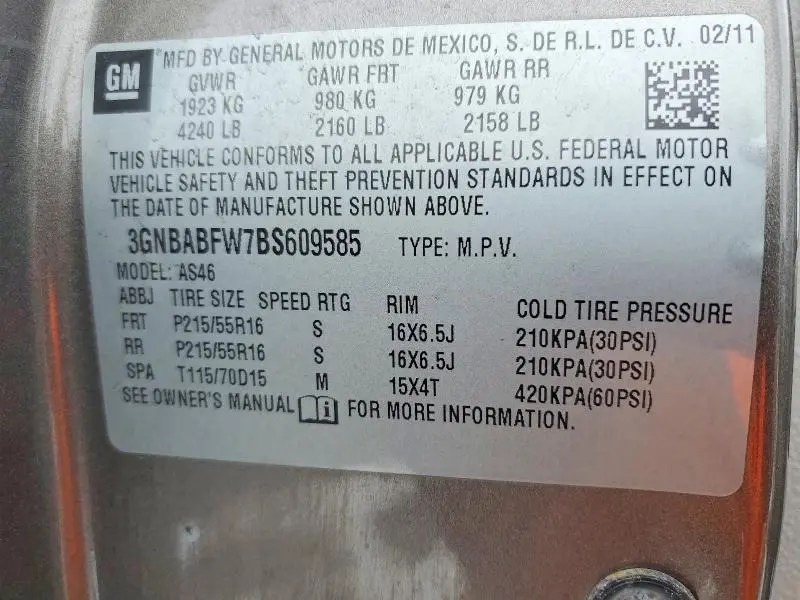 GM ® MFD BY GENERAL MOTORS DE MEXICO, S. DE R.L. DE C.V. 02/11
GVWR GAWR FRT GAWR RR
1923 KG 980 KG 979 KG
4240 LB 2160 LB 2158 LB
THIS VEHICLE CONFORMS TO ALL APPLICABLE U.S. FEDERAL MOTOR
VEHICLE SAFETY AND THEFT PREVENTION STANDARDS IN EFFECT ON
THE DATE OF MANUFACTURE SHOWN ABOVE.
3GNBABFW7BS609585 TYPE: M.P.V.
MODEL: AS46
ABBJ TIRE SIZE SPEED RTG RIM COLD TIRE PRESSURE
FRT P215/55R16 S 16X6.5J 210KPA(30PSI)
RR P215/55R16 S 16X6.5J 210KPA(30PSI)
SPA T115/70D15 M 15X4T 420KPA(60PSI)
SEE OWNER'S MANUAL i FOR MORE INFORMATION.